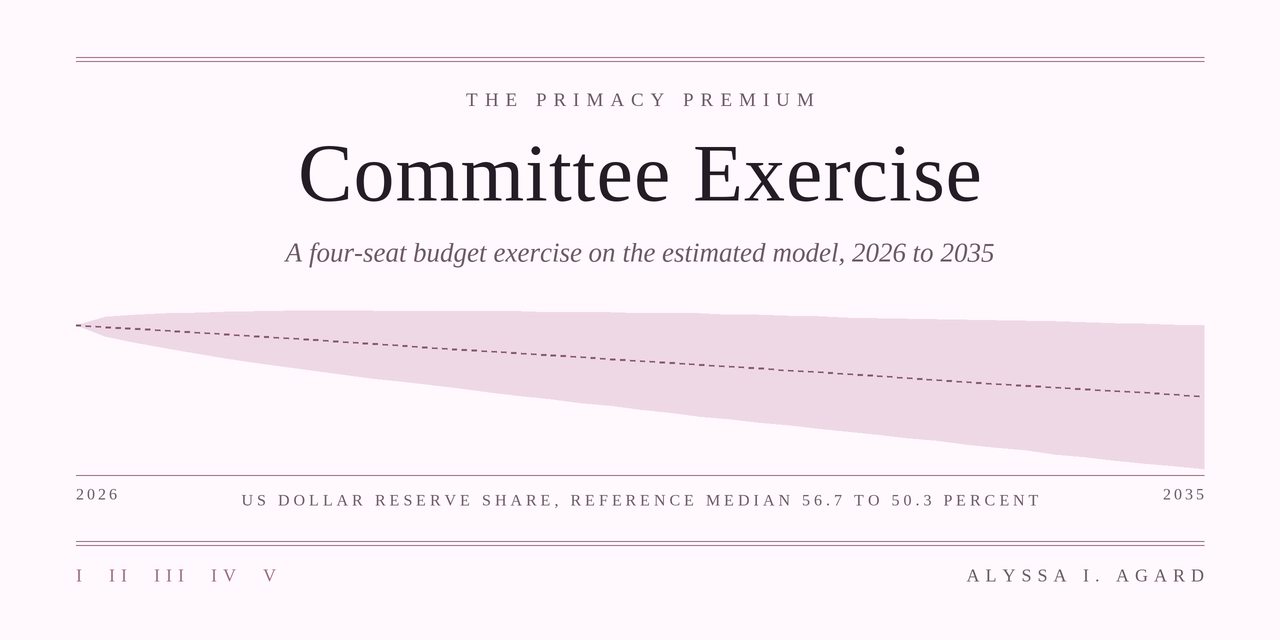 THE PRIMACY PREMIUM
Committee Exercise
A four-seat budget exercise on the estimated model, 2026 to 2035
2026
US DOLLAR RESERVE SHARE, REFERENCE MEDIAN 56.7 TO 50.3 PERCENT
2035
I II III IV V
ALYSSA I. AGARD